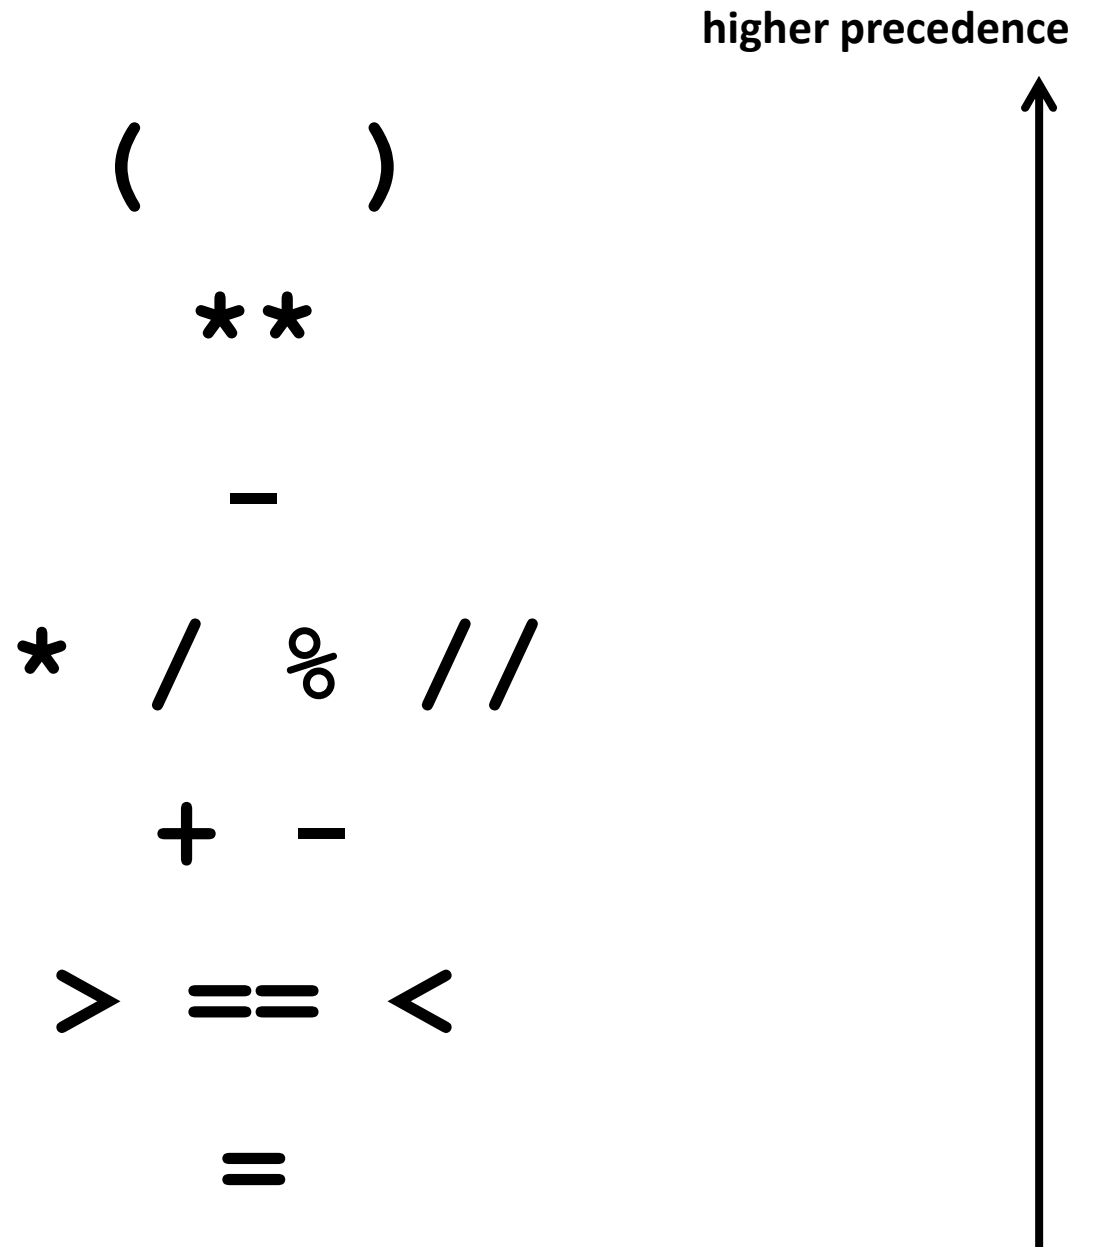 higher precedence
( )
**
-
* / % //
+ -
> == <
=